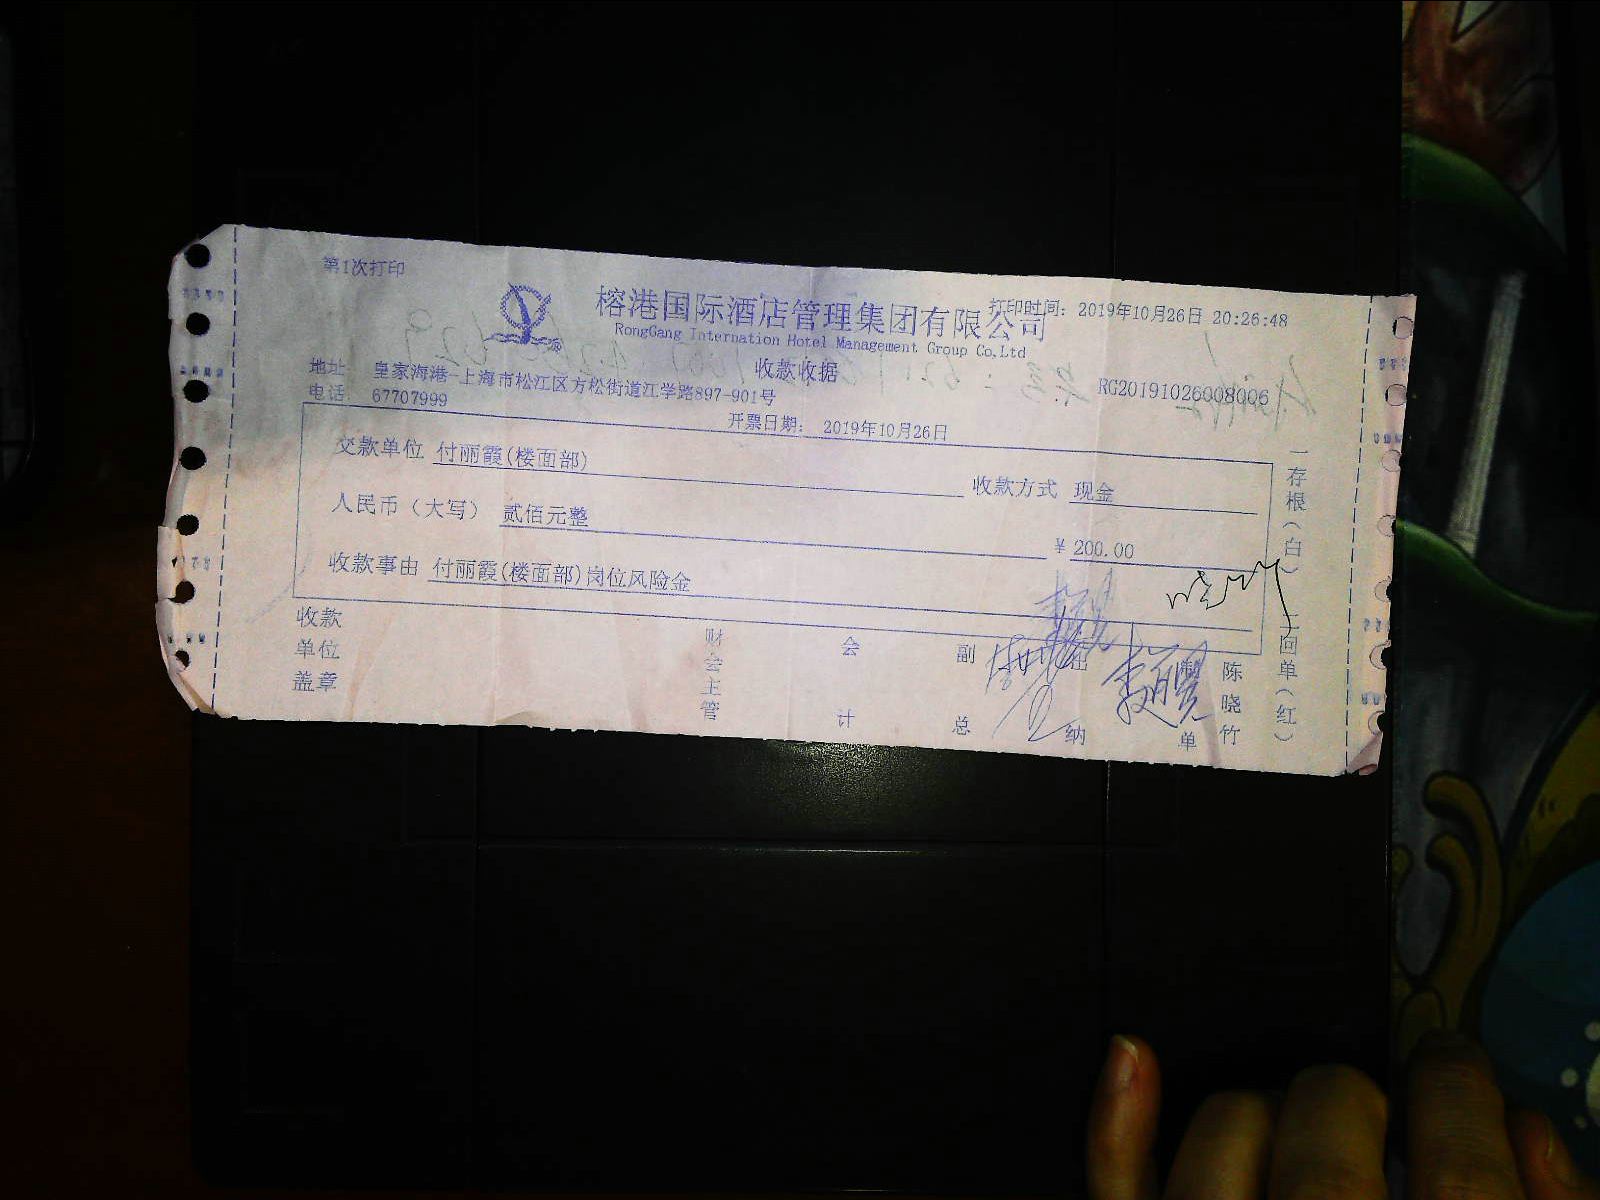 第1次打印
榕港国际酒店管理集团有限公司
打印时间: 2019年10月26日 20:26:48
RongGang Internation Hotel Management Group Co,Ltd
收款收据
地址 皇家海港-上海市松江区方松街道江学路897-901号
RG20191026008006
电话: 67707999
开票日期: 2019年10月26日
交款单位 付丽霞(楼面部)
收款方式 现金
人民币（大写） 贰佰元整
¥ 200.00
收款事由 付丽霞(楼面部)岗位风险金
收款单位盖章
财会主管
会计
副总
出纳
制单
陈晓竹
一存根(白)
二回单(红)